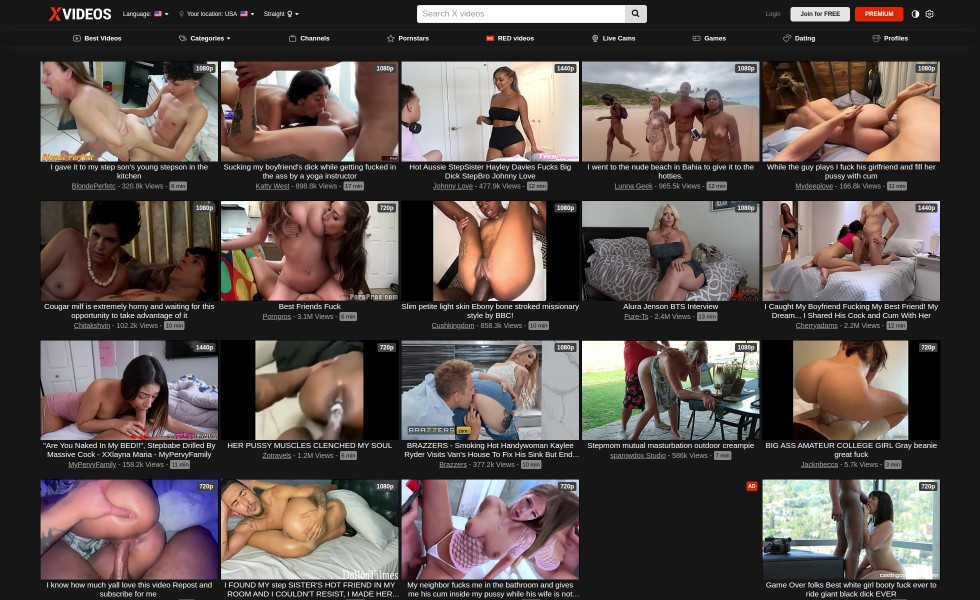 XVIDEOS
Language:
Your location: USA
Straight
Search X videos
Login
Join for FREE
PREMIUM
Best Videos
Categories
Channels
Pornstars
RED videos
Live Cams
Games
Dating
Profiles
1080p
1080p
1440p
1080p
1080p
I gave it to my step son's young stepson in the
kitchen
BlondePerfetc - 320.8k Views - 6 min
Sucking my boyfriend's dick while getting fucked in
the ass by a yoga instructor
Katty West - 898.8k Views - 17 min
Hot Aussie StepSister Hayley Davies Fucks Big
Dick StepBro Johnny Love
Johnny Love - 477.9k Views - 12 min
I went to the nude beach in Bahia to give it to the
hotties.
Lunna Geek - 965.5k Views - 12 min
While the guy plays I fuck his girlfriend and fill her
pussy with cum
Mydeeplove - 166.8k Views - 11 min
1080p
720p
1080p
1080p
1440p
PornPros.com
Cougar milf is extremely horny and waiting for this
opportunity to take advantage of it
Chitakshvin - 102.2k Views - 10 min
Best Friends Fuck
Pornpros - 3.1M Views - 6 min
Slim petite light skin Ebony bone stroked missionary
style by BBC!
Cushkingdom - 858.3k Views - 10 min
Alura Jenson BTS Interview
Pure-Ts - 2.4M Views - 13 min
I Caught My Boyfriend Fucking My Best Friend! My
Dream... I Shared His Cock and Cum With Her
Cherryadams - 2.2M Views - 12 min
1440p
720p
1080p
1080p
720p
BRAZZERS
"Are You Naked In My BED!!", Stepbabe Drilled By
Massive Cock - XXlayna Maria - MyPervyFamily
MyPervyFamily - 158.2k Views - 11 min
HER PUSSY MUSCLES CLENCHED MY SOUL
Zotravels - 1.2M Views - 6 min
BRAZZERS - Smoking Hot Handywoman Kaylee
Ryder Visits Van's House To Fix His Sink But End...
Brazzers - 377.2k Views - 10 min
Stepmom mutual masturbation outdoor creampie
sparowdox Studio - 586k Views - 7 min
BIG ASS AMATEUR COLLEGE GIRL Gray beanie
great fuck
Jacknbecca - 5.7k Views - 3 min
720p
1080p
720p
AD
720p
I know how much yall love this video Repost and
subscribe for me
I FOUND MY step SISTER'S HOT FRIEND IN MY
ROOM AND I COULDN'T RESIST, I MADE HER...
My neighbor fucks me in the bathroom and gives
me his cum inside my pussy while his wife is not...
Game Over folks Best white girl booty fuck ever to
ride giant black dick EVER